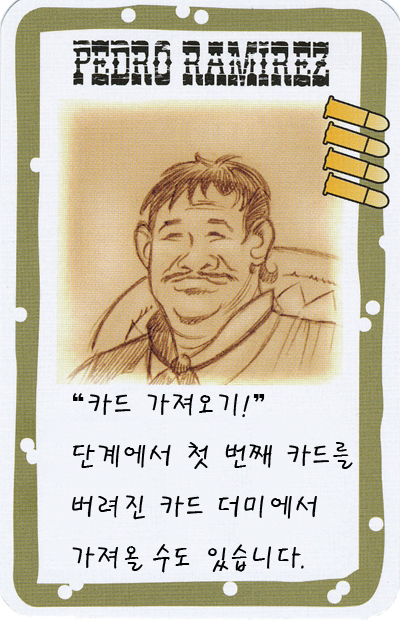 PEDRO RAMIREZ
“카드 가져오기!”
단계에서 첫 번째 카드를
버려진 카드 더미에서
가져올 수도 있습니다.